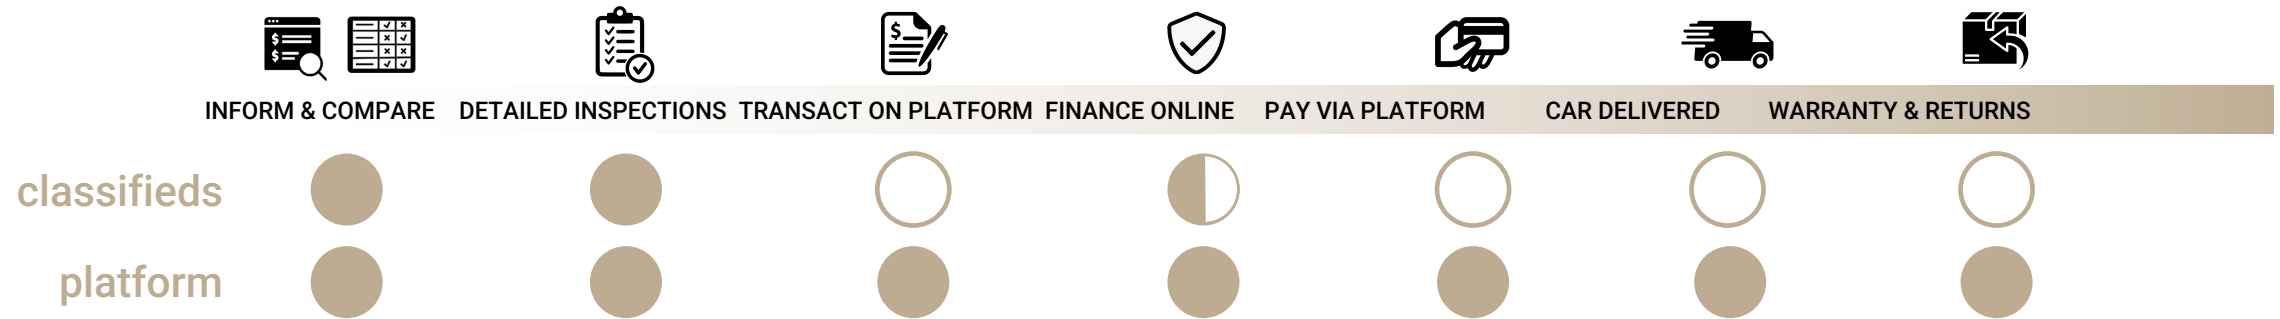 INFORM & COMPARE DETAILED INSPECTIONS TRANSACT ON PLATFORM FINANCE ONLINE PAY VIA PLATFORM CAR DELIVERED WARRANTY & RETURNS
classifieds
platform